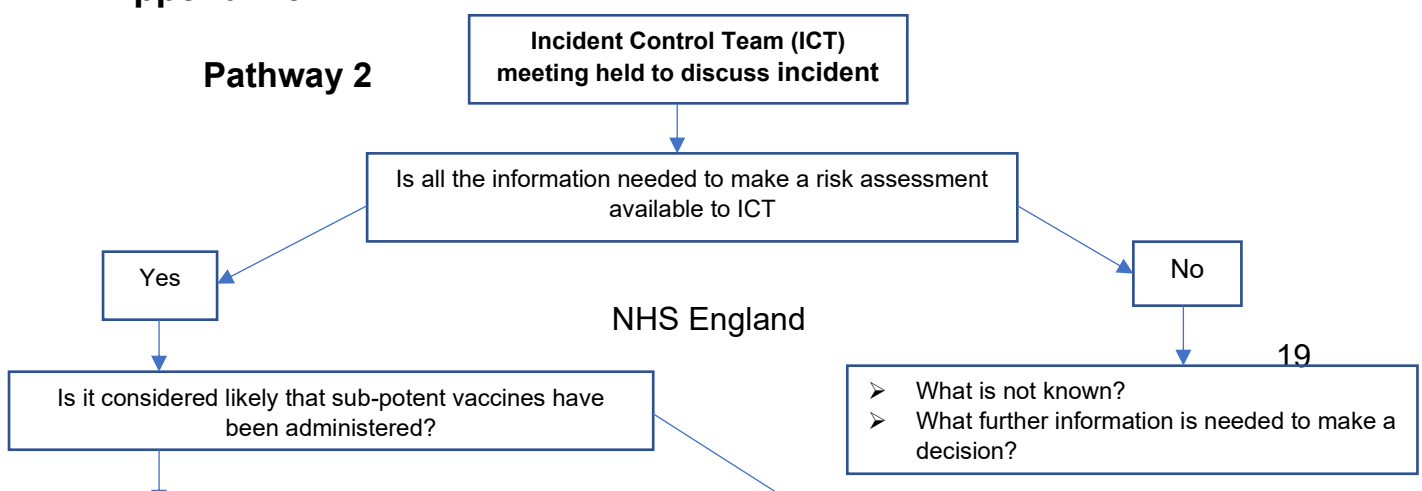 Pathway 2
Incident Control Team (ICT)
meeting held to discuss incident
Is all the information needed to make a risk assessment
available to ICT
Yes
No
NHS England
19
Is it considered likely that sub-potent vaccines have
been administered?
➢ What is not known?
➢ What further information is needed to make a
decision?